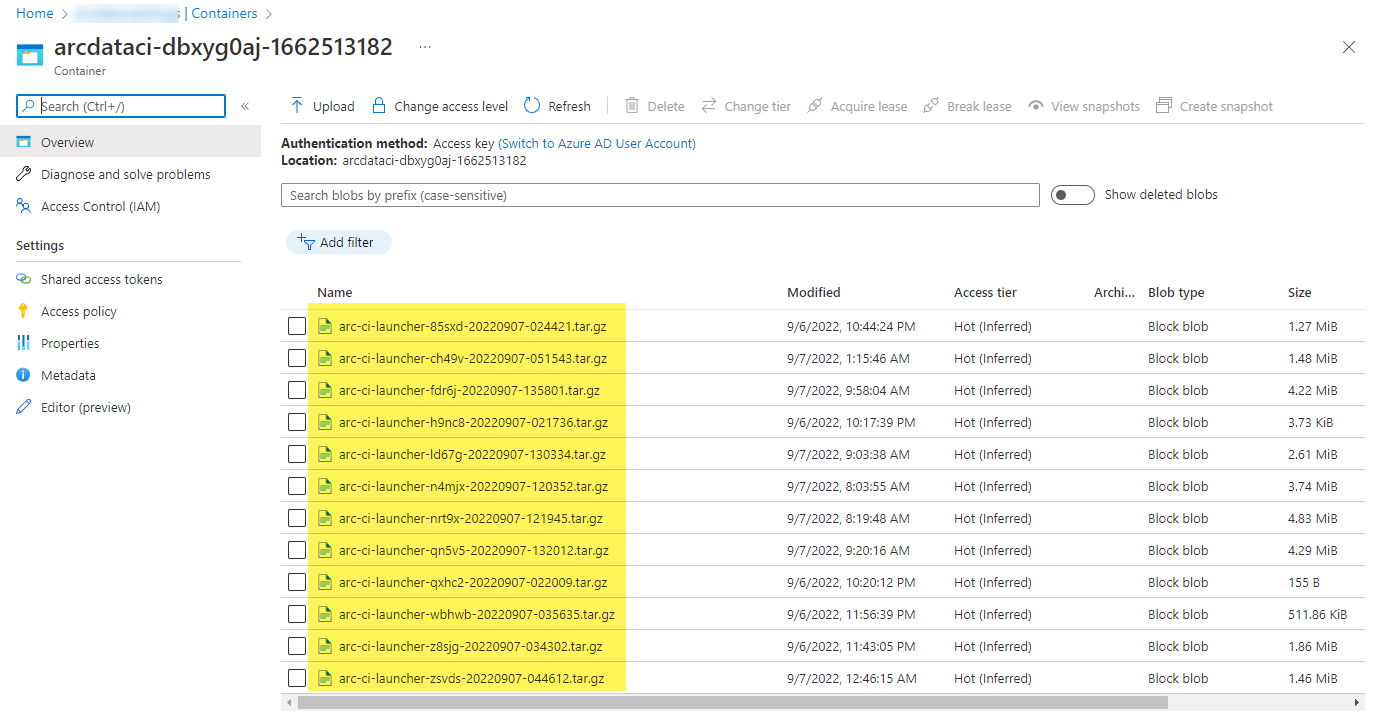 Home > s | Containers >
arcdataci-dbxyg0aj-1662513182 ...
Container
Search (Ctrl+/) «
Upload Change access level Refresh Delete Change tier Acquire lease Break lease View snapshots Create snapshot
Overview
Diagnose and solve problems
Access Control (IAM)
Settings
Shared access tokens
Access policy
Properties
Metadata
Editor (preview)
Authentication method: Access key (Switch to Azure AD User Account)
Location: arcdataci-dbxyg0aj-1662513182
Search blobs by prefix (case-sensitive) Show deleted blobs
Add filter
Name Modified Access tier Archi... Blob type Size
arc-ci-launcher-85sxd-20220907-024421.tar.gz 9/6/2022, 10:44:24 PM Hot (Inferred) Block blob 1.27 MiB
arc-ci-launcher-ch49v-20220907-051543.tar.gz 9/7/2022, 1:15:46 AM Hot (Inferred) Block blob 1.48 MiB
arc-ci-launcher-fdr6j-20220907-135801.tar.gz 9/7/2022, 9:58:04 AM Hot (Inferred) Block blob 4.22 MiB
arc-ci-launcher-h9nc8-20220907-021736.tar.gz 9/6/2022, 10:17:39 PM Hot (Inferred) Block blob 3.73 KiB
arc-ci-launcher-ld67g-20220907-130334.tar.gz 9/7/2022, 9:03:38 AM Hot (Inferred) Block blob 2.61 MiB
arc-ci-launcher-n4mjx-20220907-120352.tar.gz 9/7/2022, 8:03:55 AM Hot (Inferred) Block blob 3.74 MiB
arc-ci-launcher-nrt9x-20220907-121945.tar.gz 9/7/2022, 8:19:48 AM Hot (Inferred) Block blob 4.83 MiB
arc-ci-launcher-qn5v5-20220907-132012.tar.gz 9/7/2022, 9:20:16 AM Hot (Inferred) Block blob 4.29 MiB
arc-ci-launcher-qxhc2-20220907-022009.tar.gz 9/6/2022, 10:20:12 PM Hot (Inferred) Block blob 155 B
arc-ci-launcher-wbhwb-20220907-035635.tar.gz 9/6/2022, 11:56:39 PM Hot (Inferred) Block blob 511.86 KiB
arc-ci-launcher-z8sjg-20220907-034302.tar.gz 9/6/2022, 11:43:05 PM Hot (Inferred) Block blob 1.86 MiB
arc-ci-launcher-zsvds-20220907-044612.tar.gz 9/7/2022, 12:46:15 AM Hot (Inferred) Block blob 1.46 MiB